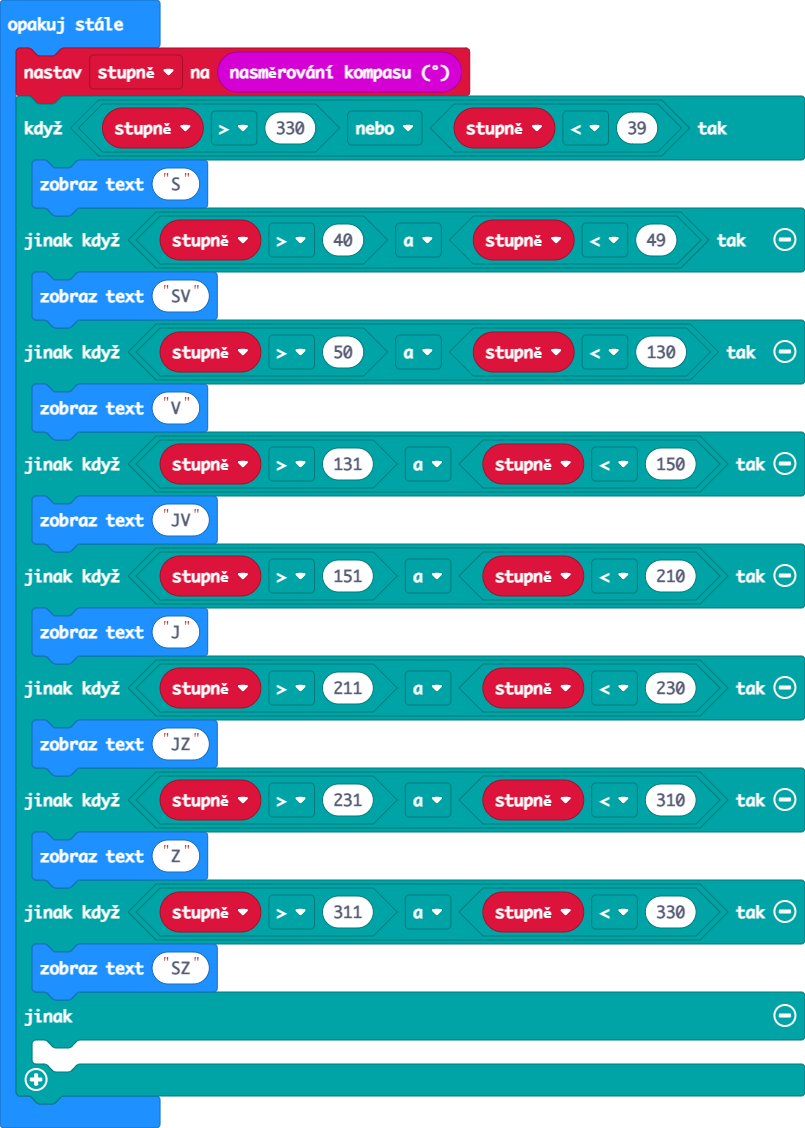 opakuj stále
nastav stupně na nasměrování kompasu (°)
když stupně > 330 nebo stupně < 39 tak
zobraz text "S"
jinak když stupně > 40 a stupně < 49 tak
zobraz text "SV"
jinak když stupně > 50 a stupně < 130 tak
zobraz text "V"
jinak když stupně > 131 a stupně < 150 tak
zobraz text "JV"
jinak když stupně > 151 a stupně < 210 tak
zobraz text "J"
jinak když stupně > 211 a stupně < 230 tak
zobraz text "JZ"
jinak když stupně > 231 a stupně < 310 tak
zobraz text "Z"
jinak když stupně > 311 a stupně < 330 tak
zobraz text "SZ"
jinak